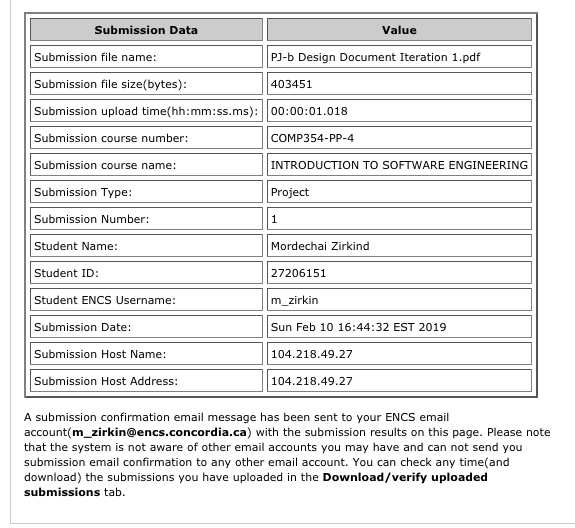 Submission Data Value
Submission file name: PJ-b Design Document Iteration 1.pdf
Submission file size(bytes): 403451
Submission upload time(hh:mm:ss.ms): 00:00:01.018
Submission course number: COMP354-PP-4
Submission course name: INTRODUCTION TO SOFTWARE ENGINEERING
Submission Type: Project
Submission Number: 1
Student Name: Mordechai Zirkind
Student ID: 27206151
Student ENCS Username: m_zirkin
Submission Date: Sun Feb 10 16:44:32 EST 2019
Submission Host Name: 104.218.49.27
Submission Host Address: 104.218.49.27
A submission confirmation email message has been sent to your ENCS email
account(m_zirkin@encs.concordia.ca) with the submission results on this page. Please note
that the system is not aware of other email accounts you may have and can not send you
submission email confirmation to any other email account. You can check any time(and
download) the submissions you have uploaded in the Download/verify uploaded
submissions tab.